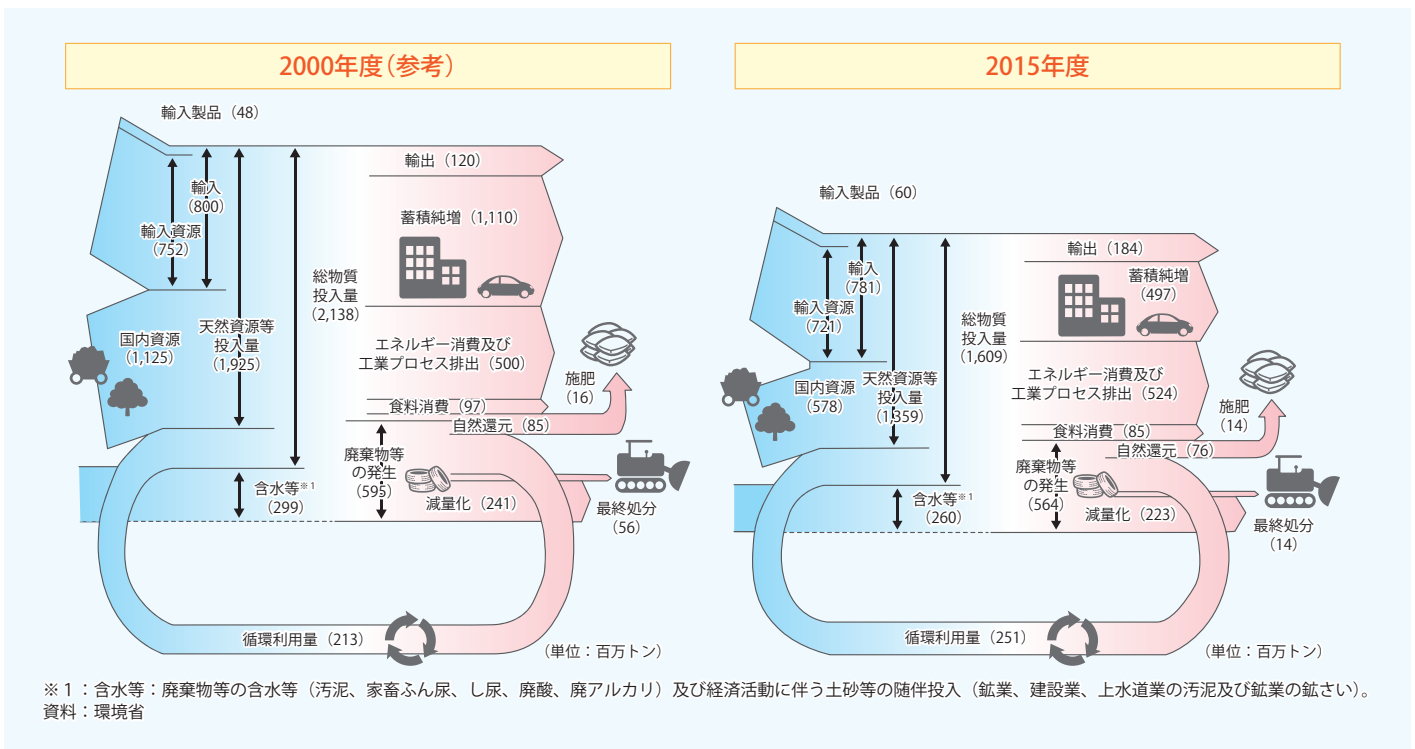 2000年度（参考）
輸入製品（48）
輸入
（800）
輸入資源
（752）
国内資源
（1,125）
天然資源等
投入量
（1,925）
総物質
投入量
（2,138）
輸出（120）
蓄積純増（1,110）
エネルギー消費及び
工業プロセス排出（500）
食料消費（97）
自然還元（85）
施肥
（16）
廃棄物等
の発生
（595）
減量化（241）
最終処分
（56）
含水等※1
（299）
循環利用量（213）
（単位：百万トン）
2015年度
輸入製品（60）
輸入
（781）
輸入資源
（721）
国内資源
（578）
天然資源等
投入量
（1,359）
総物質
投入量
（1,609）
輸出（184）
蓄積純増
（497）
エネルギー消費及び
工業プロセス排出（524）
食料消費（85）
自然還元（76）
施肥
（14）
廃棄物等
の発生
（564）
減量化（223）
最終処分
（14）
含水等※1
（260）
循環利用量（251）
（単位：百万トン）
※1：含水等：廃棄物等の含水等（汚泥、家畜ふん尿、し尿、廃酸、廃アルカリ）及び経済活動に伴う土砂等の随伴投入（鉱業、建設業、上水道業の汚泥及び鉱業の鉱さい）。
資料：環境省